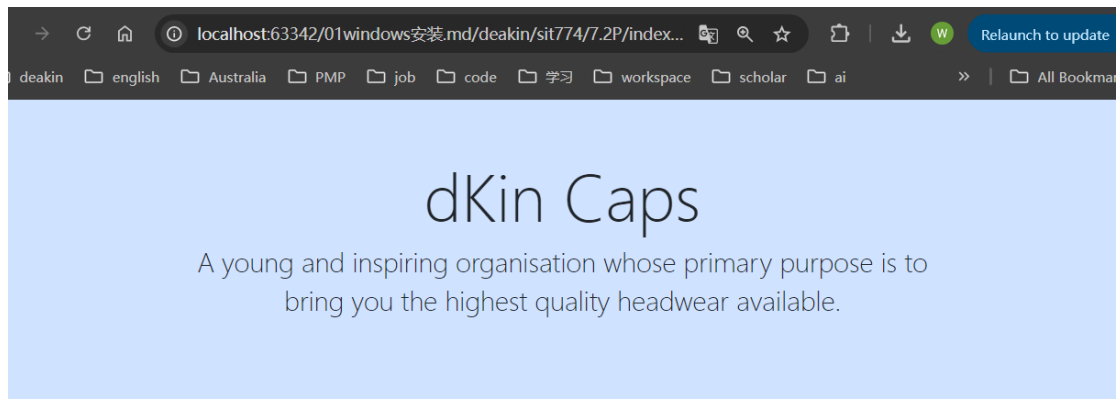 localhost:63342/01windows安装.md/deakin/sit774/7.2P/index...
W
Relaunch to update
deakin
english
Australia
PMP
job
code
学习
workspace
scholar
ai
»
All Bookmar
dKin Caps
A young and inspiring organisation whose primary purpose is to
bring you the highest quality headwear available.